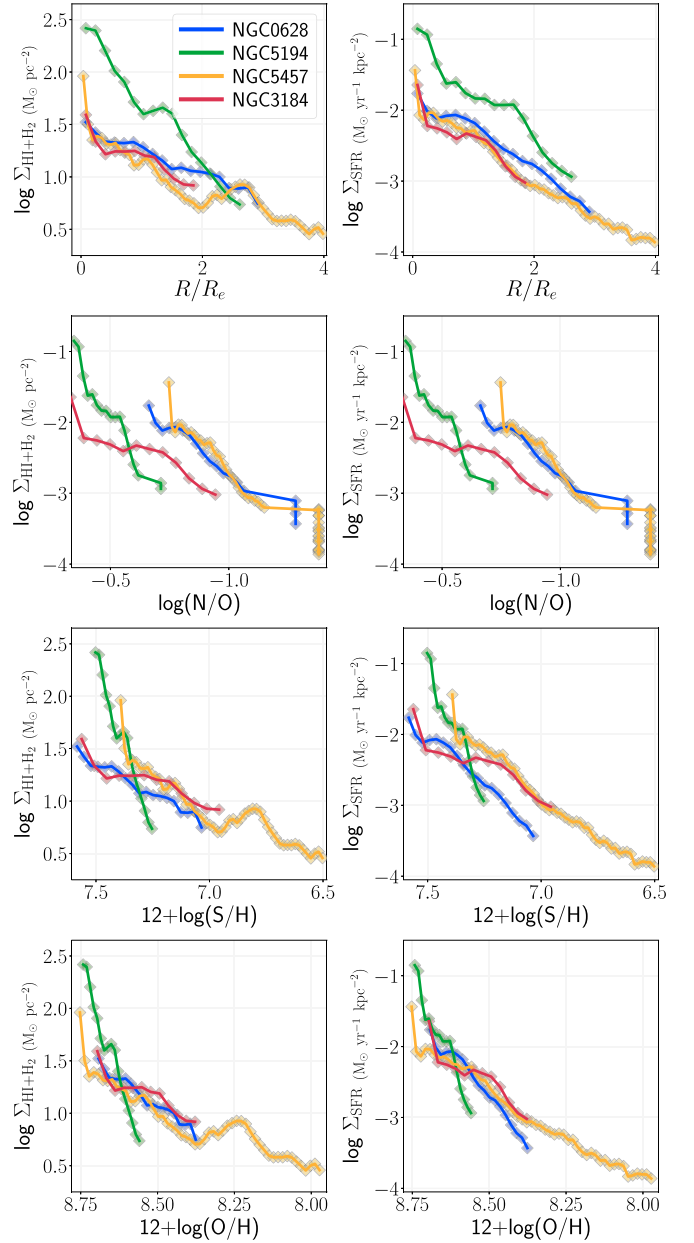 2.5
2.0
1.5
1.0
0.5
log Σ_HI+H₂ (M⊙ pc⁻²)
0 2 4
R/Rₑ
NGC0628
NGC5194
NGC5457
NGC3184
−1
−2
−3
−4
log Σ_SFR (M⊙ yr⁻¹ kpc⁻²)
0 2 4
R/Rₑ
−1
−2
−3
−4
log Σ_HI+H₂ (M⊙ pc⁻²)
−0.5 −1.0
log(N/O)
−1
−2
−3
−4
log Σ_SFR (M⊙ yr⁻¹ kpc⁻²)
−0.5 −1.0
log(N/O)
2.5
2.0
1.5
1.0
0.5
log Σ_HI+H₂ (M⊙ pc⁻²)
7.5 7.0 6.5
12+log(S/H)
−1
−2
−3
−4
log Σ_SFR (M⊙ yr⁻¹ kpc⁻²)
7.5 7.0 6.5
12+log(S/H)
2.5
2.0
1.5
1.0
0.5
log Σ_HI+H₂ (M⊙ pc⁻²)
8.75 8.50 8.25 8.00
12+log(O/H)
−1
−2
−3
−4
log Σ_SFR (M⊙ yr⁻¹ kpc⁻²)
8.75 8.50 8.25 8.00
12+log(O/H)